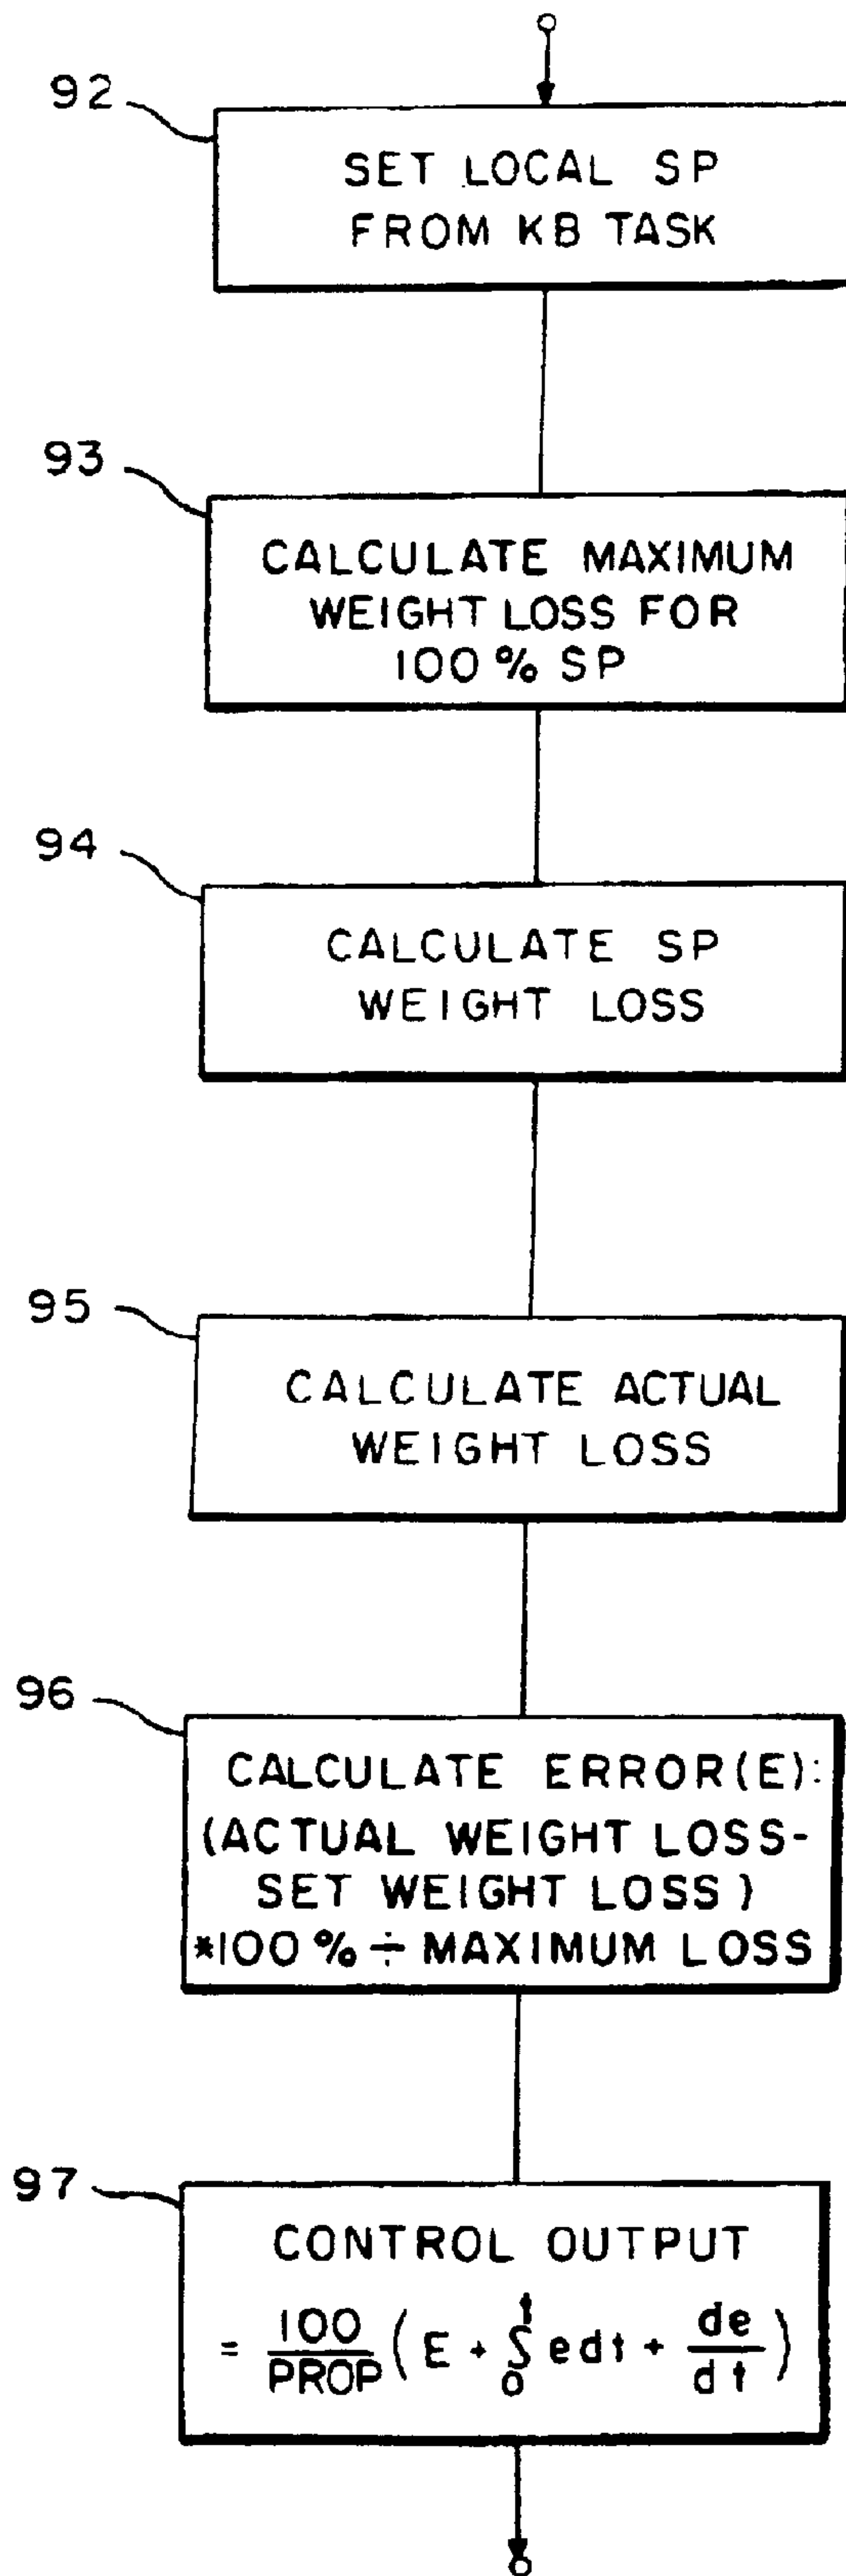 92
SET LOCAL SP
FROM KB TASK
93
CALCULATE MAXIMUM
WEIGHT LOSS FOR
100 % SP
94
CALCULATE SP
WEIGHT LOSS
95
CALCULATE ACTUAL
WEIGHT LOSS
96
CALCULATE ERROR(E):
(ACTUAL WEIGHT LOSS-
SET WEIGHT LOSS )
*100 % ÷ MAXIMUM LOSS
97
CONTROL OUTPUT
= 100/PROP ( E + ∫₀ᵗ edt + de/dt )